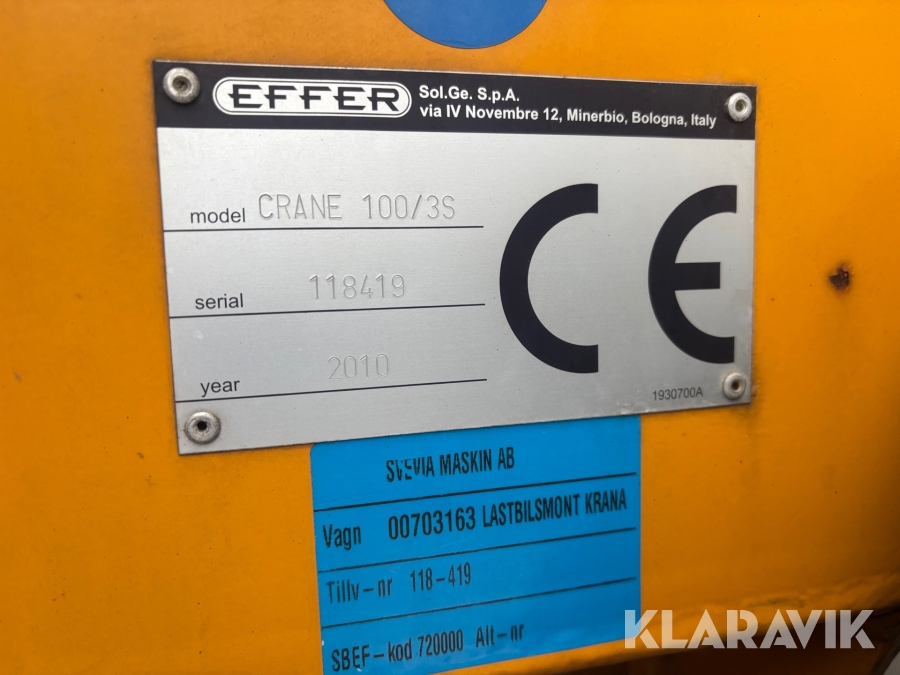 EFFER
Sol.Ge. S.p.A.
via IV Novembre 12, Minerbio, Bologna, Italy
model CRANE 100/3S
serial 118419
year 2010
CE
1930700A
SVEVIA MASKIN AB
Vagn 00703163 LASTBILSMONT KRANA
Tillv-nr 118-419
SBEF-kod 720000 Alt-nr
KLARAVIK